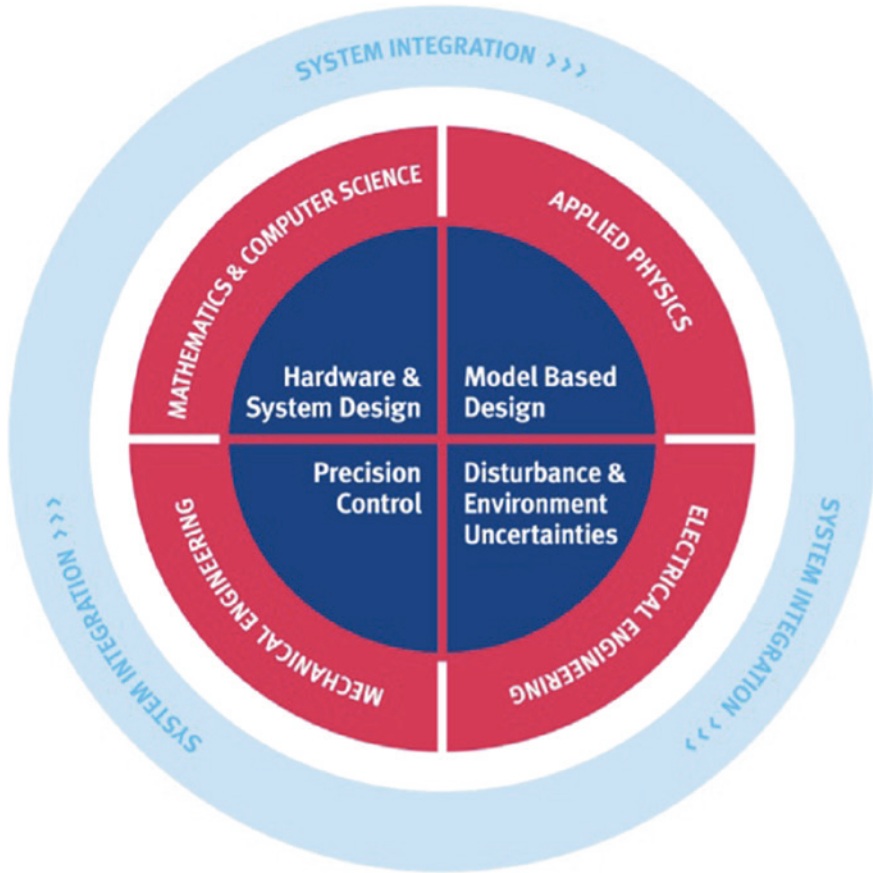 SYSTEM INTEGRATION >>>
MATHEMATICS & COMPUTER SCIENCE
APPLIED PHYSICS
Hardware &
System Design
Model Based
Design
Precision
Control
Disturbance &
Environment
Uncertainties
MECHANICAL ENGINEERING
ELECTRICAL ENGINEERING
SYSTEM INTEGRATION >>>
SYSTEM INTEGRATION >>>